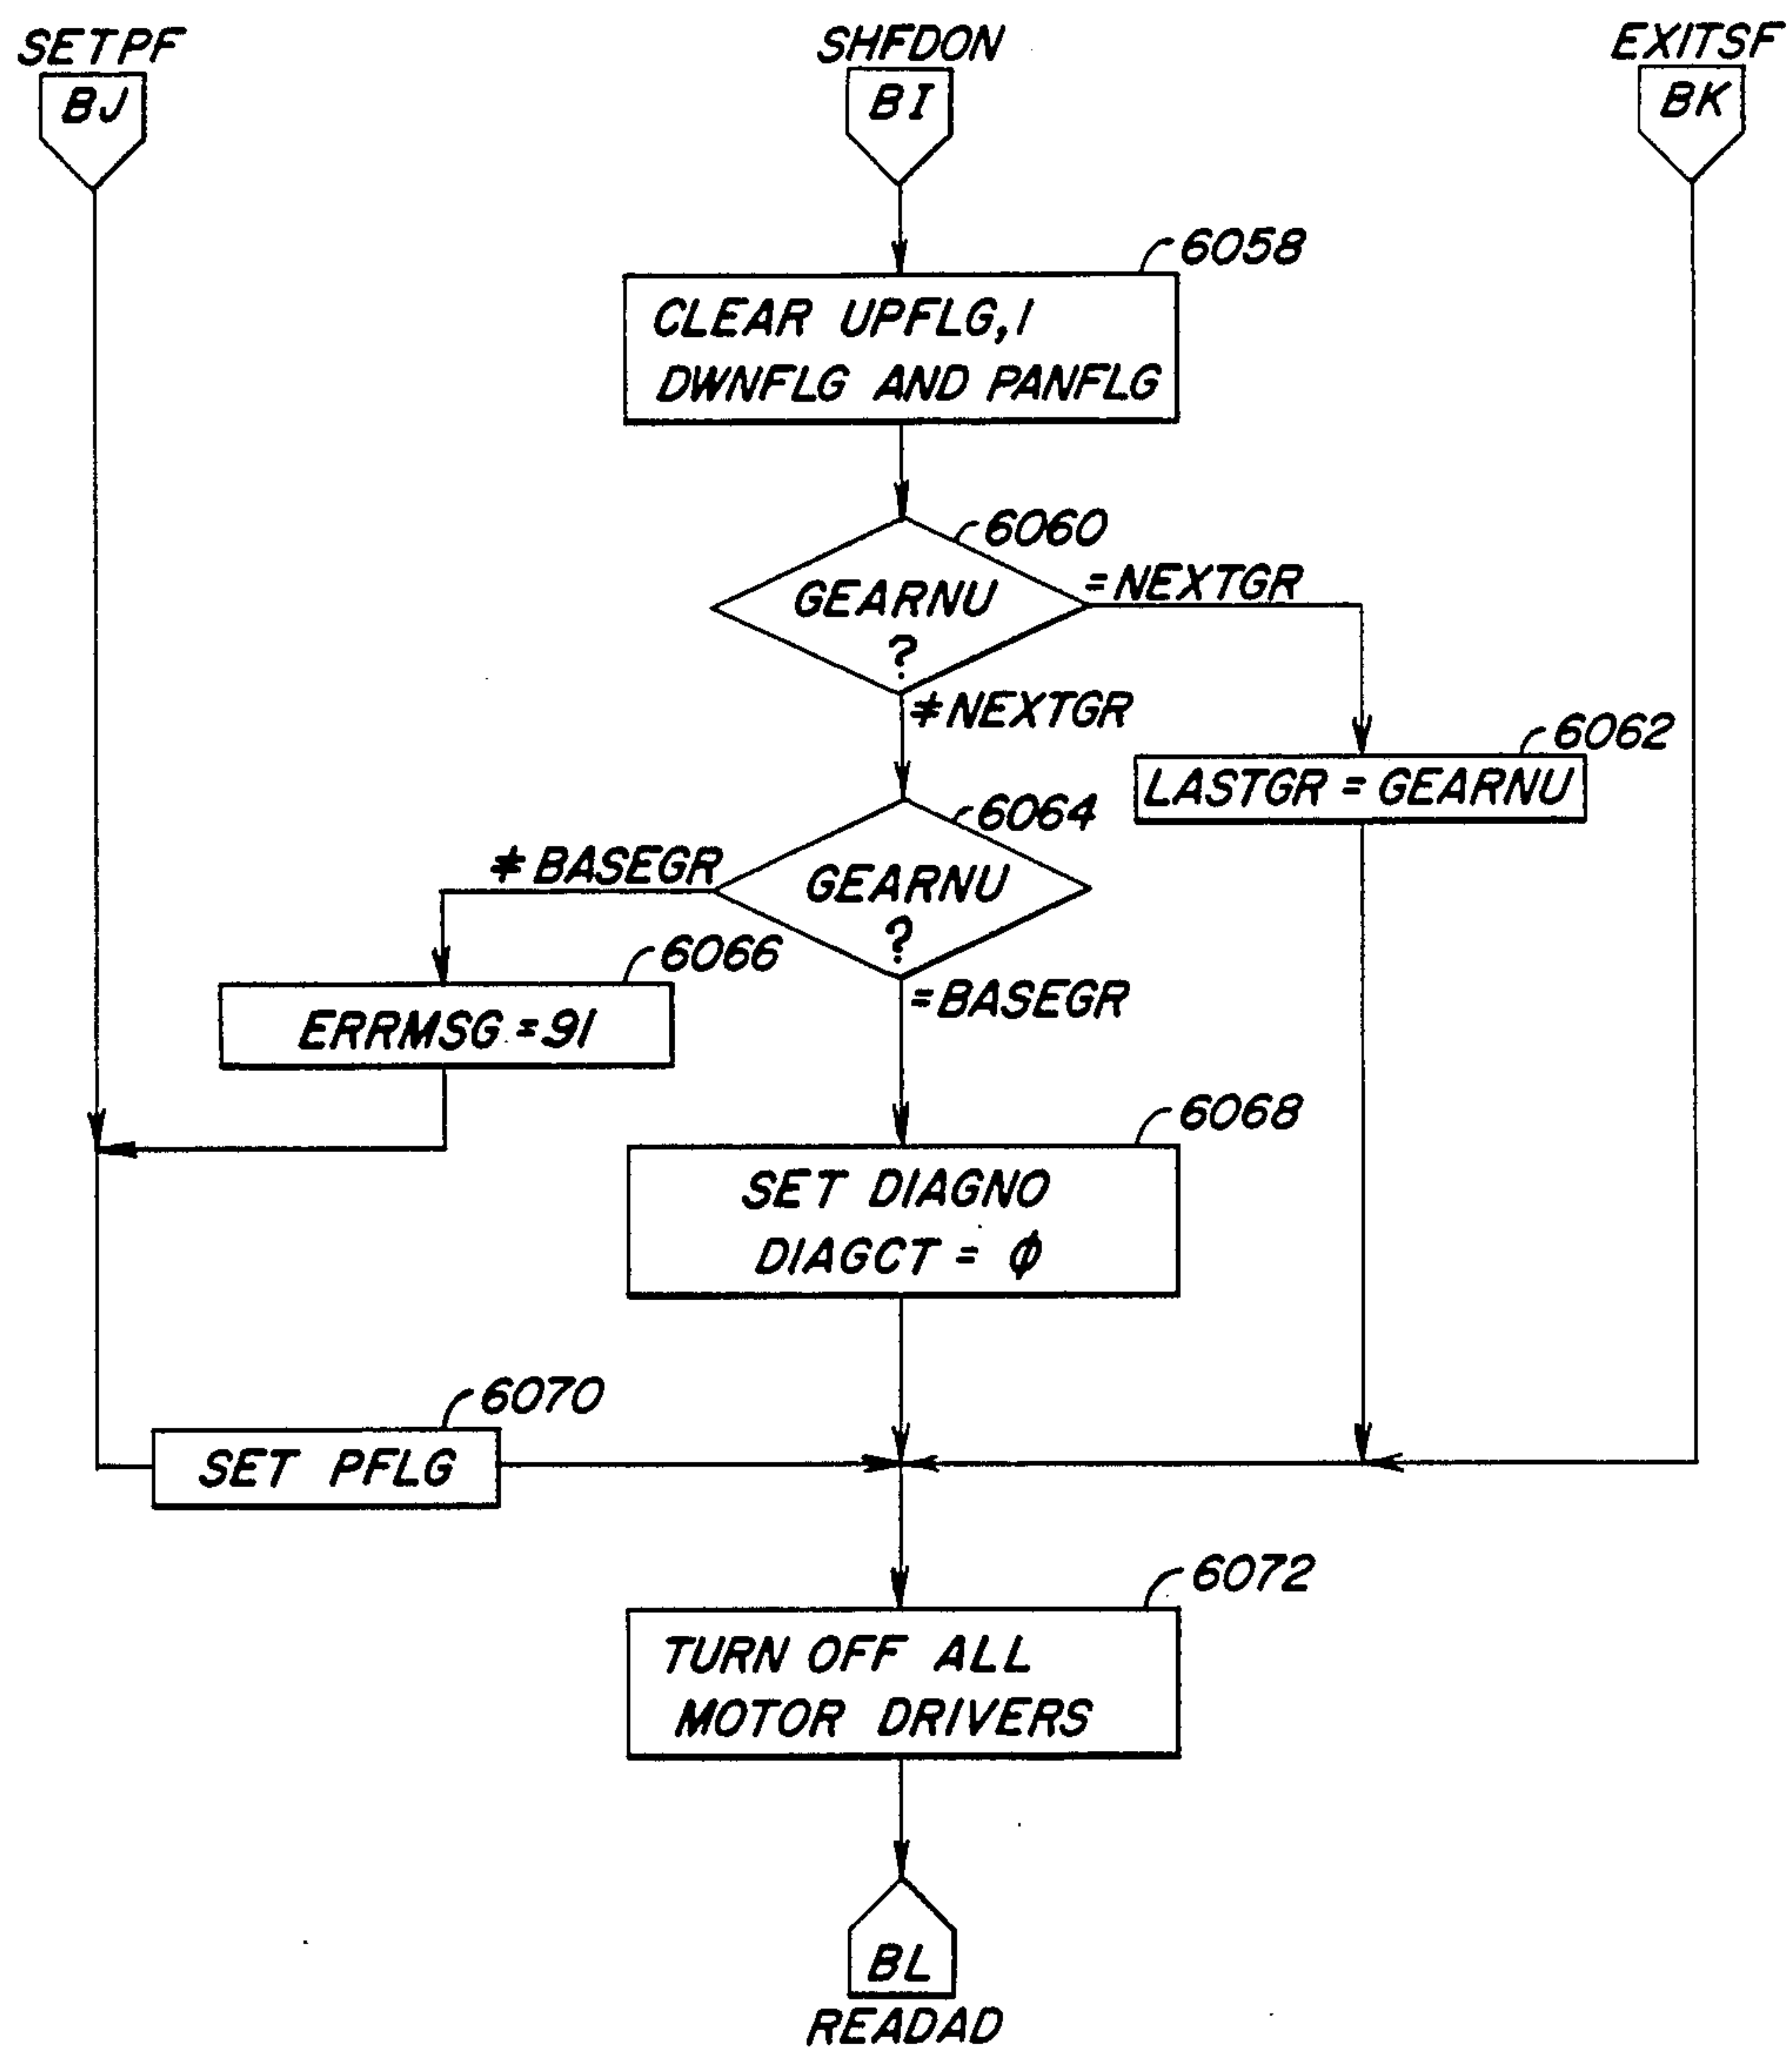 SETPF
SHFDON
EXITSF
BJ
BI
BK
6058
CLEAR UPFLG,1
DWNFLG AND PANFLG
6060
=NEXTGR
GEARNU
?
≠NEXTGR
6062
LASTGR = GEARNU
6064
≠ BASEGR
GEARNU
?
6066
=BASEGR
ERRMSG = 91
6068
SET DIAGNO
DIAGCT = φ
6070
SET PFLG
6072
TURN OFF ALL
MOTOR DRIVERS
BL
READAD